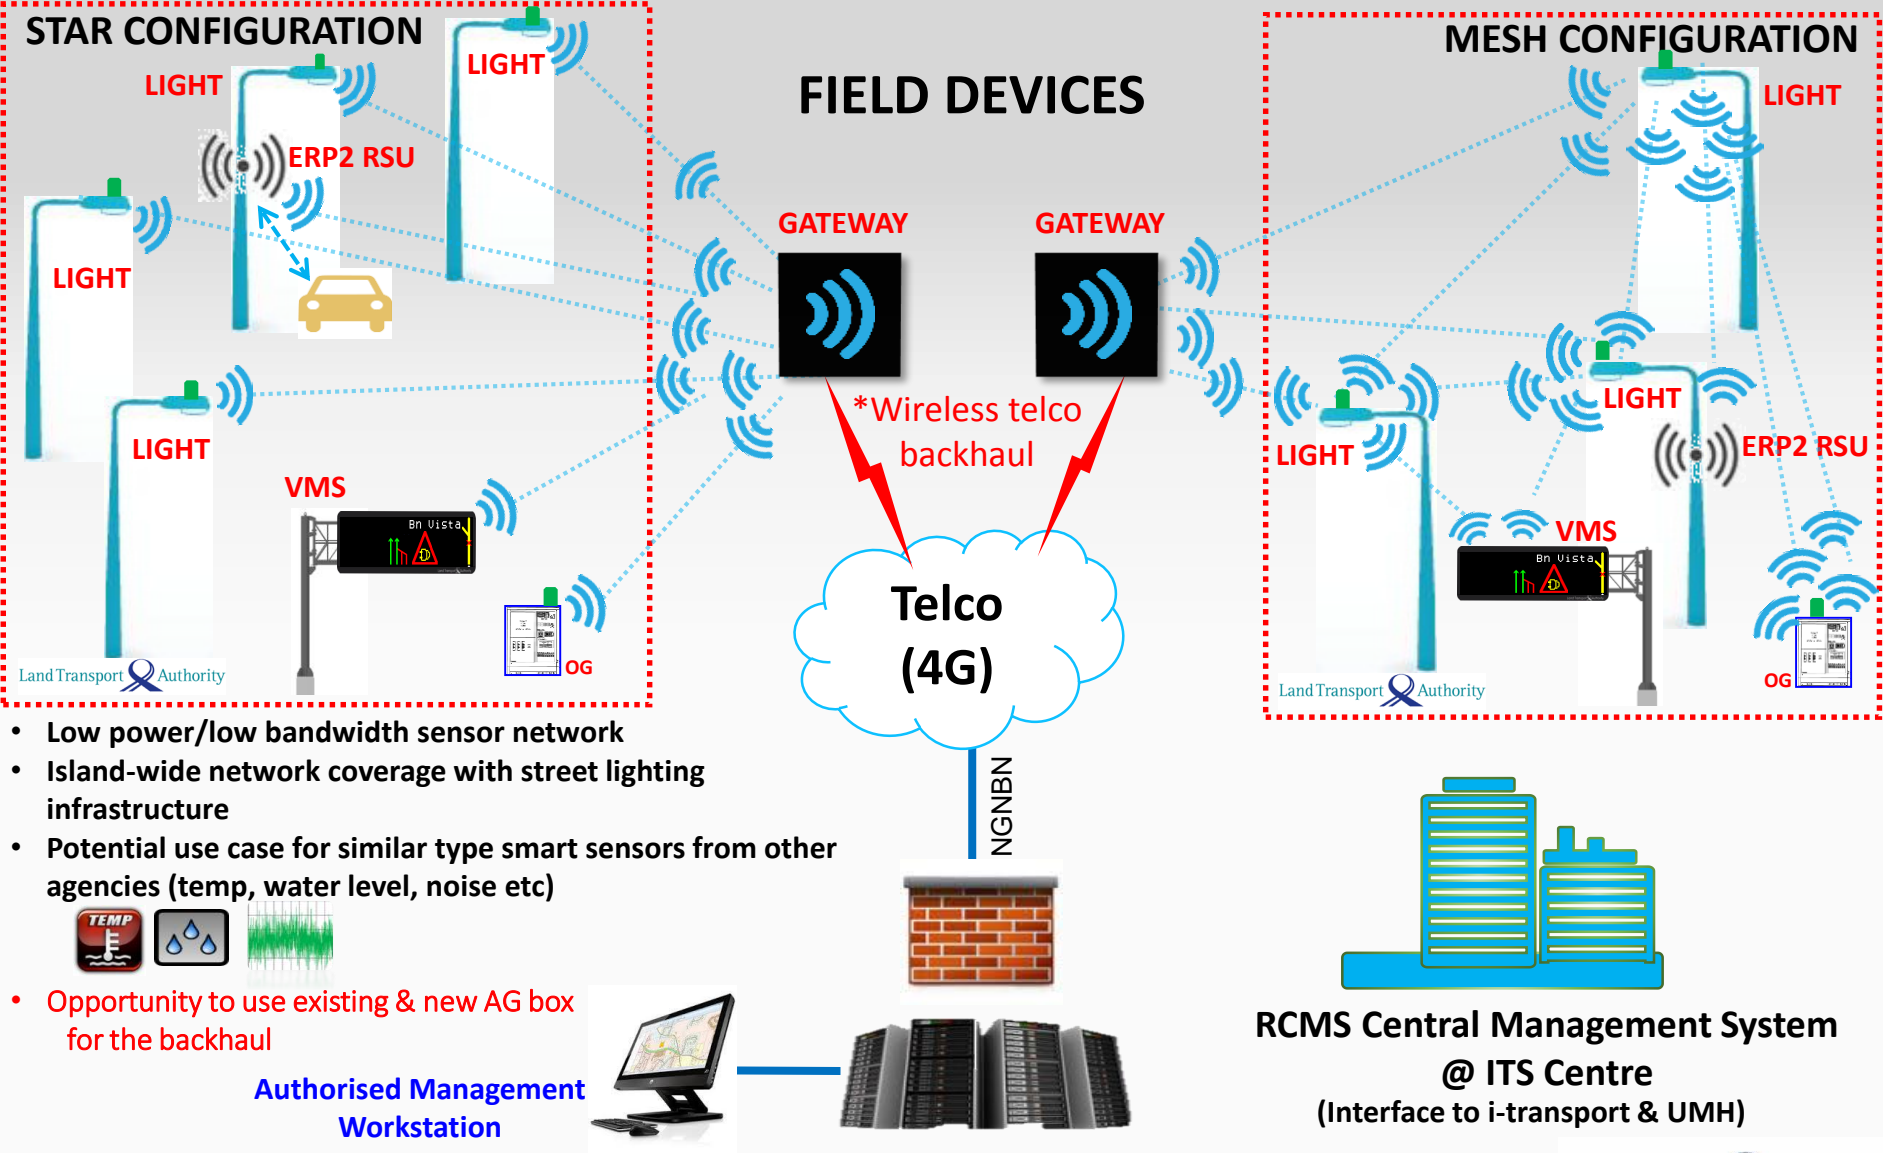 STAR CONFIGURATION
LIGHT
LIGHT
ERP2 RSU
LIGHT
LIGHT
VMS
Bn Vista
OG
Land Transport Authority
FIELD DEVICES
GATEWAY
GATEWAY
*Wireless telco
backhaul
Telco
(4G)
NGNBN
MESH CONFIGURATION
LIGHT
LIGHT
LIGHT
ERP2 RSU
VMS
Bn Vista
OG
Land Transport Authority
• Low power/low bandwidth sensor network
• Island-wide network coverage with street lighting
infrastructure
• Potential use case for similar type smart sensors from other
agencies (temp, water level, noise etc)
TEMP
• Opportunity to use existing & new AG box
for the backhaul
Authorised Management
Workstation
RCMS Central Management System
@ ITS Centre
(Interface to i-transport & UMH)